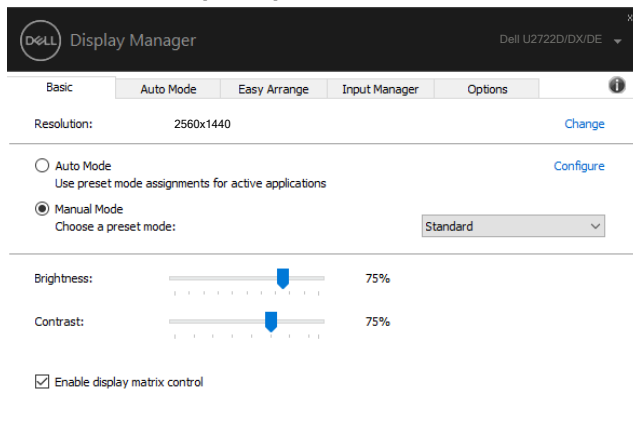 DELL Display Manager
Dell U2722D/DX/DE
x
Basic Auto Mode Easy Arrange Input Manager Options
Resolution: 2560x1440 Change
Auto Mode Configure
Use preset mode assignments for active applications
Manual Mode
Choose a preset mode: Standard
Brightness: 75%
Contrast: 75%
Enable display matrix control